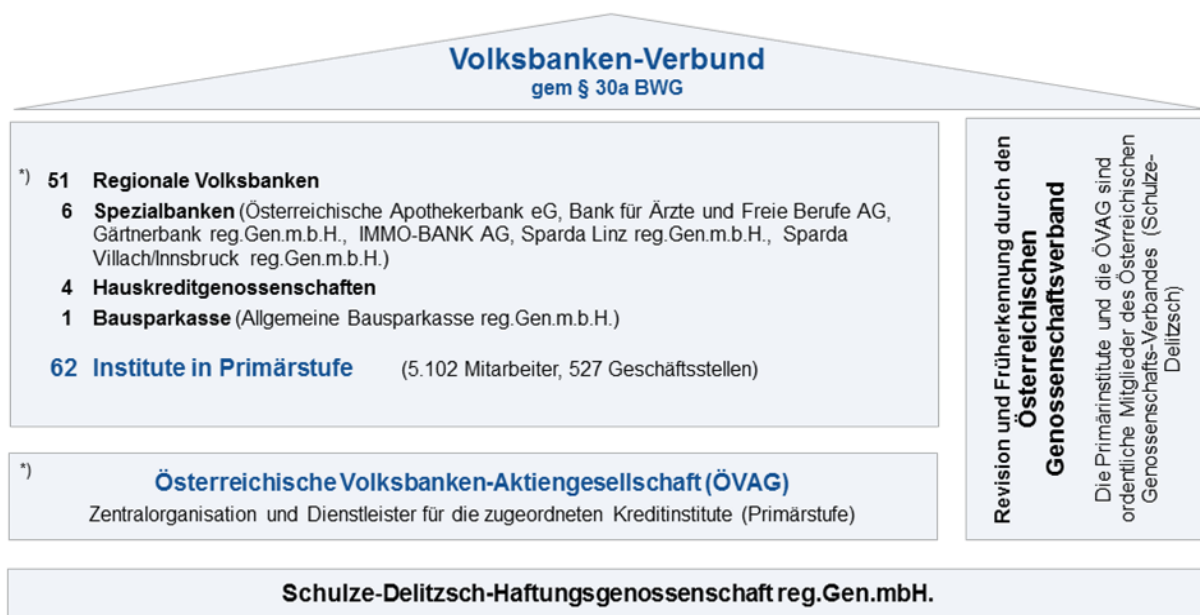 Volksbanken-Verbund
gem § 30a BWG
*) 51 Regionale Volksbanken
6 Spezialbanken (Österreichische Apothekerbank eG, Bank für Ärzte und Freie Berufe AG,
Gärtnerbank reg.Gen.m.b.H., IMMO-BANK AG, Sparda Linz reg.Gen.m.b.H., Sparda
Villach/Innsbruck reg.Gen.m.b.H.)
4 Hauskreditgenossenschaften
1 Bausparkasse (Allgemeine Bausparkasse reg.Gen.m.b.H.)
62 Institute in Primärstufe (5.102 Mitarbeiter, 527 Geschäftsstellen)
*)
Österreichische Volksbanken-Aktiengesellschaft (ÖVAG)
Zentralorganisation und Dienstleister für die zugeordneten Kreditinstitute (Primärstufe)
Revision und Früherkennung durch den
Österreichischen
Genossenschaftsverband
Die Primärinstitute und die ÖVAG sind
ordentliche Mitglieder des Österreichischen
Genossenschafts-Verbandes (Schulze-
Delitzsch)
Schulze-Delitzsch-Haftungsgenossenschaft reg.Gen.mbH.